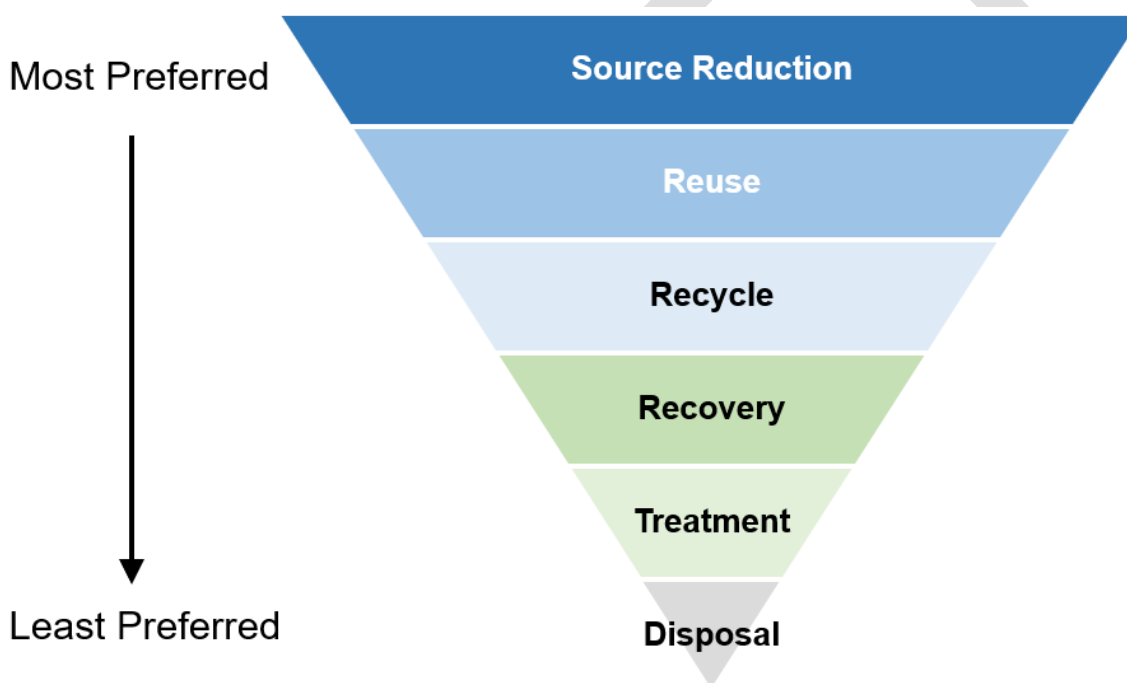 Most Preferred
Source Reduction
Reuse
Recycle
Recovery
Treatment
Least Preferred
Disposal